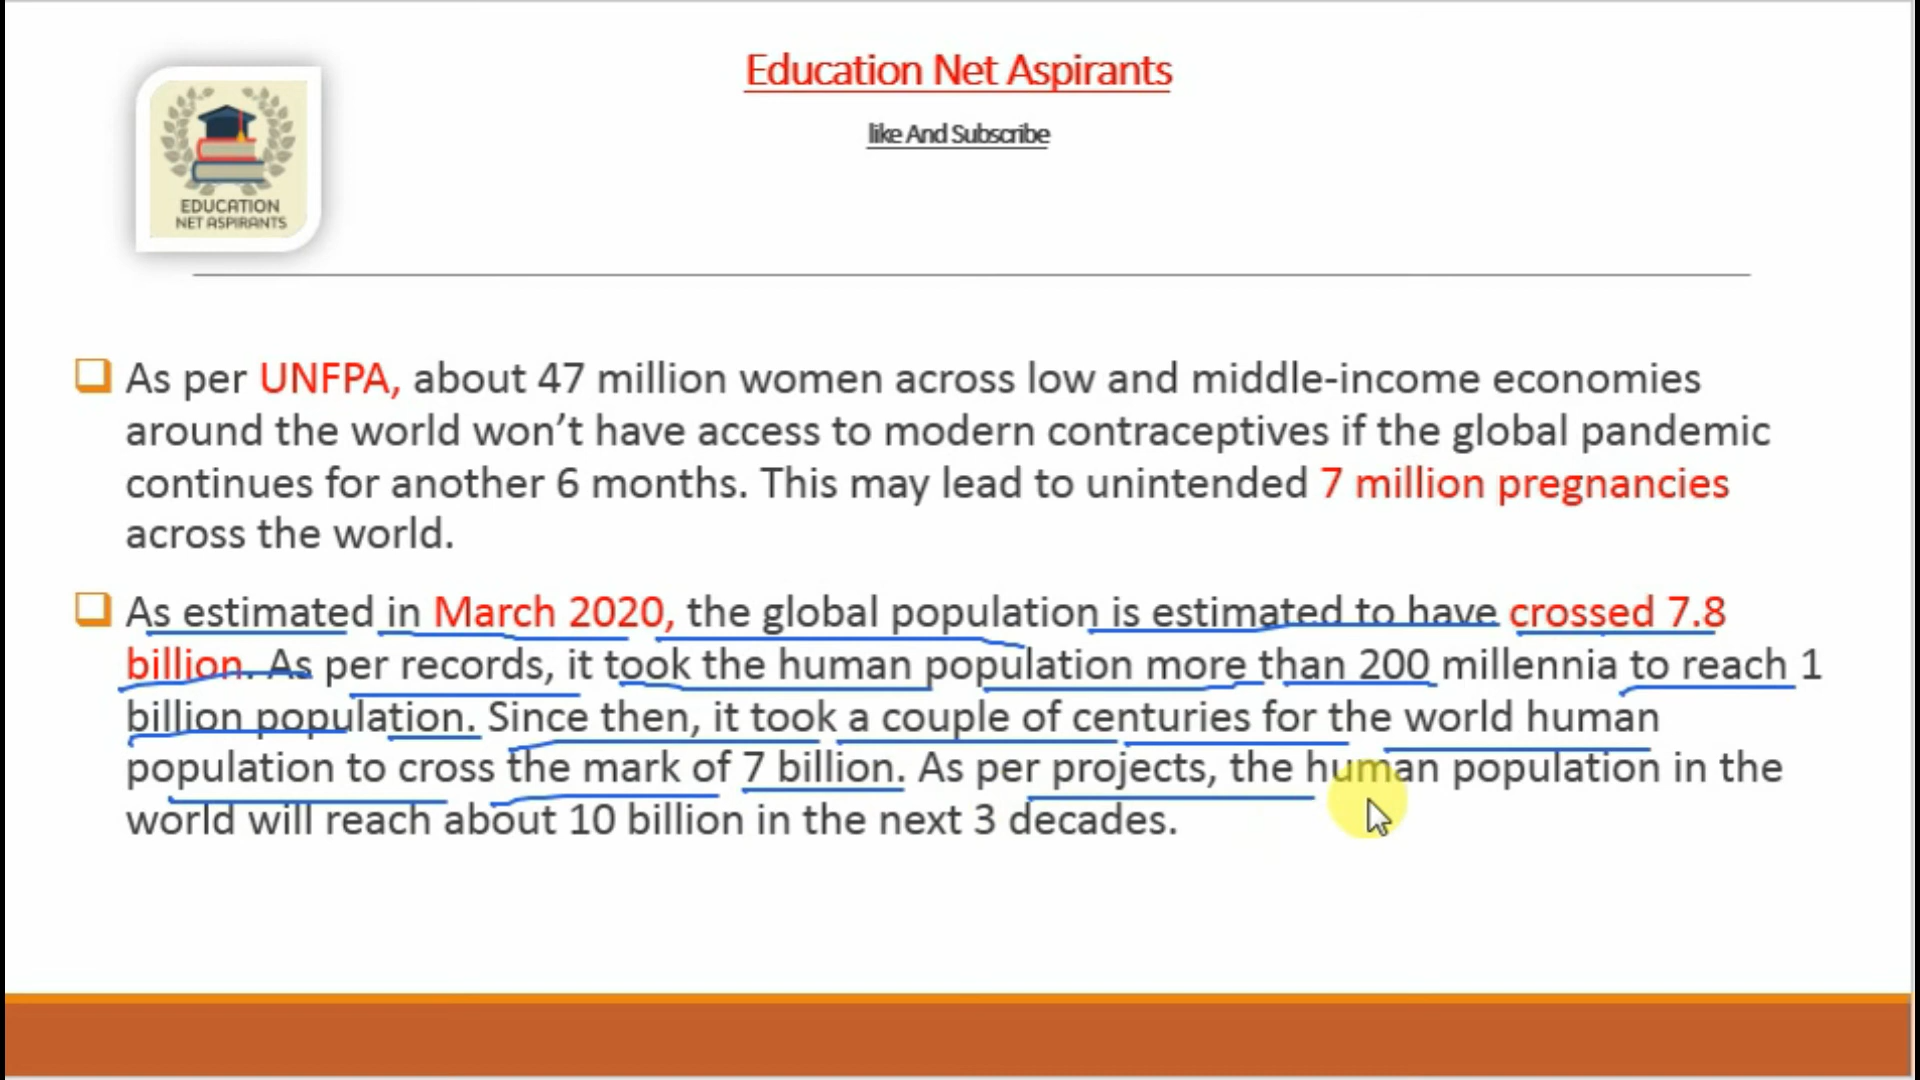 Education Net Aspirants
like And Subscribe
EDUCATION
NET ASPIRANTS
As per UNFPA, about 47 million women across low and middle-income economies
around the world won’t have access to modern contraceptives if the global pandemic
continues for another 6 months. This may lead to unintended 7 million pregnancies
across the world.
As estimated in March 2020, the global population is estimated to have crossed 7.8
billion. As per records, it took the human population more than 200 millennia to reach 1
billion population. Since then, it took a couple of centuries for the world human
population to cross the mark of 7 billion. As per projects, the human population in the
world will reach about 10 billion in the next 3 decades.